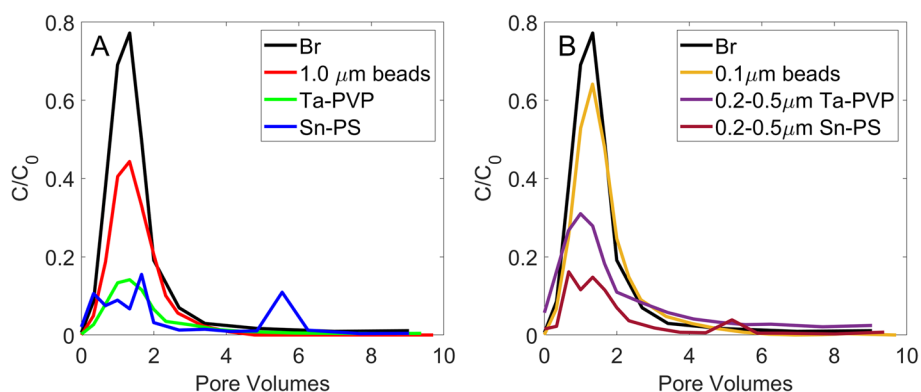 A
Br
1.0 μm beads
Ta-PVP
Sn-PS
C/C0
0.8
0.6
0.4
0.2
0
0 2 4 6 8 10
Pore Volumes
B
Br
0.1μm beads
0.2-0.5μm Ta-PVP
0.2-0.5μm Sn-PS
C/C0
0.8
0.6
0.4
0.2
0
0 2 4 6 8 10
Pore Volumes